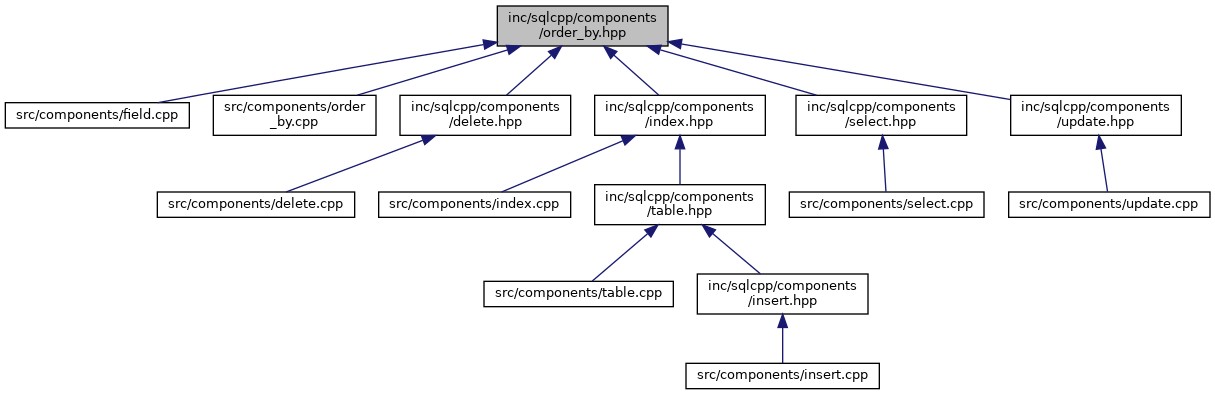 inc/sqlcpp/components
/order_by.hpp
src/components/field.cpp
src/components/order
_by.cpp
inc/sqlcpp/components
/delete.hpp
inc/sqlcpp/components
/index.hpp
inc/sqlcpp/components
/select.hpp
inc/sqlcpp/components
/update.hpp
src/components/delete.cpp
src/components/index.cpp
inc/sqlcpp/components
/table.hpp
src/components/select.cpp
src/components/update.cpp
src/components/table.cpp
inc/sqlcpp/components
/insert.hpp
src/components/insert.cpp